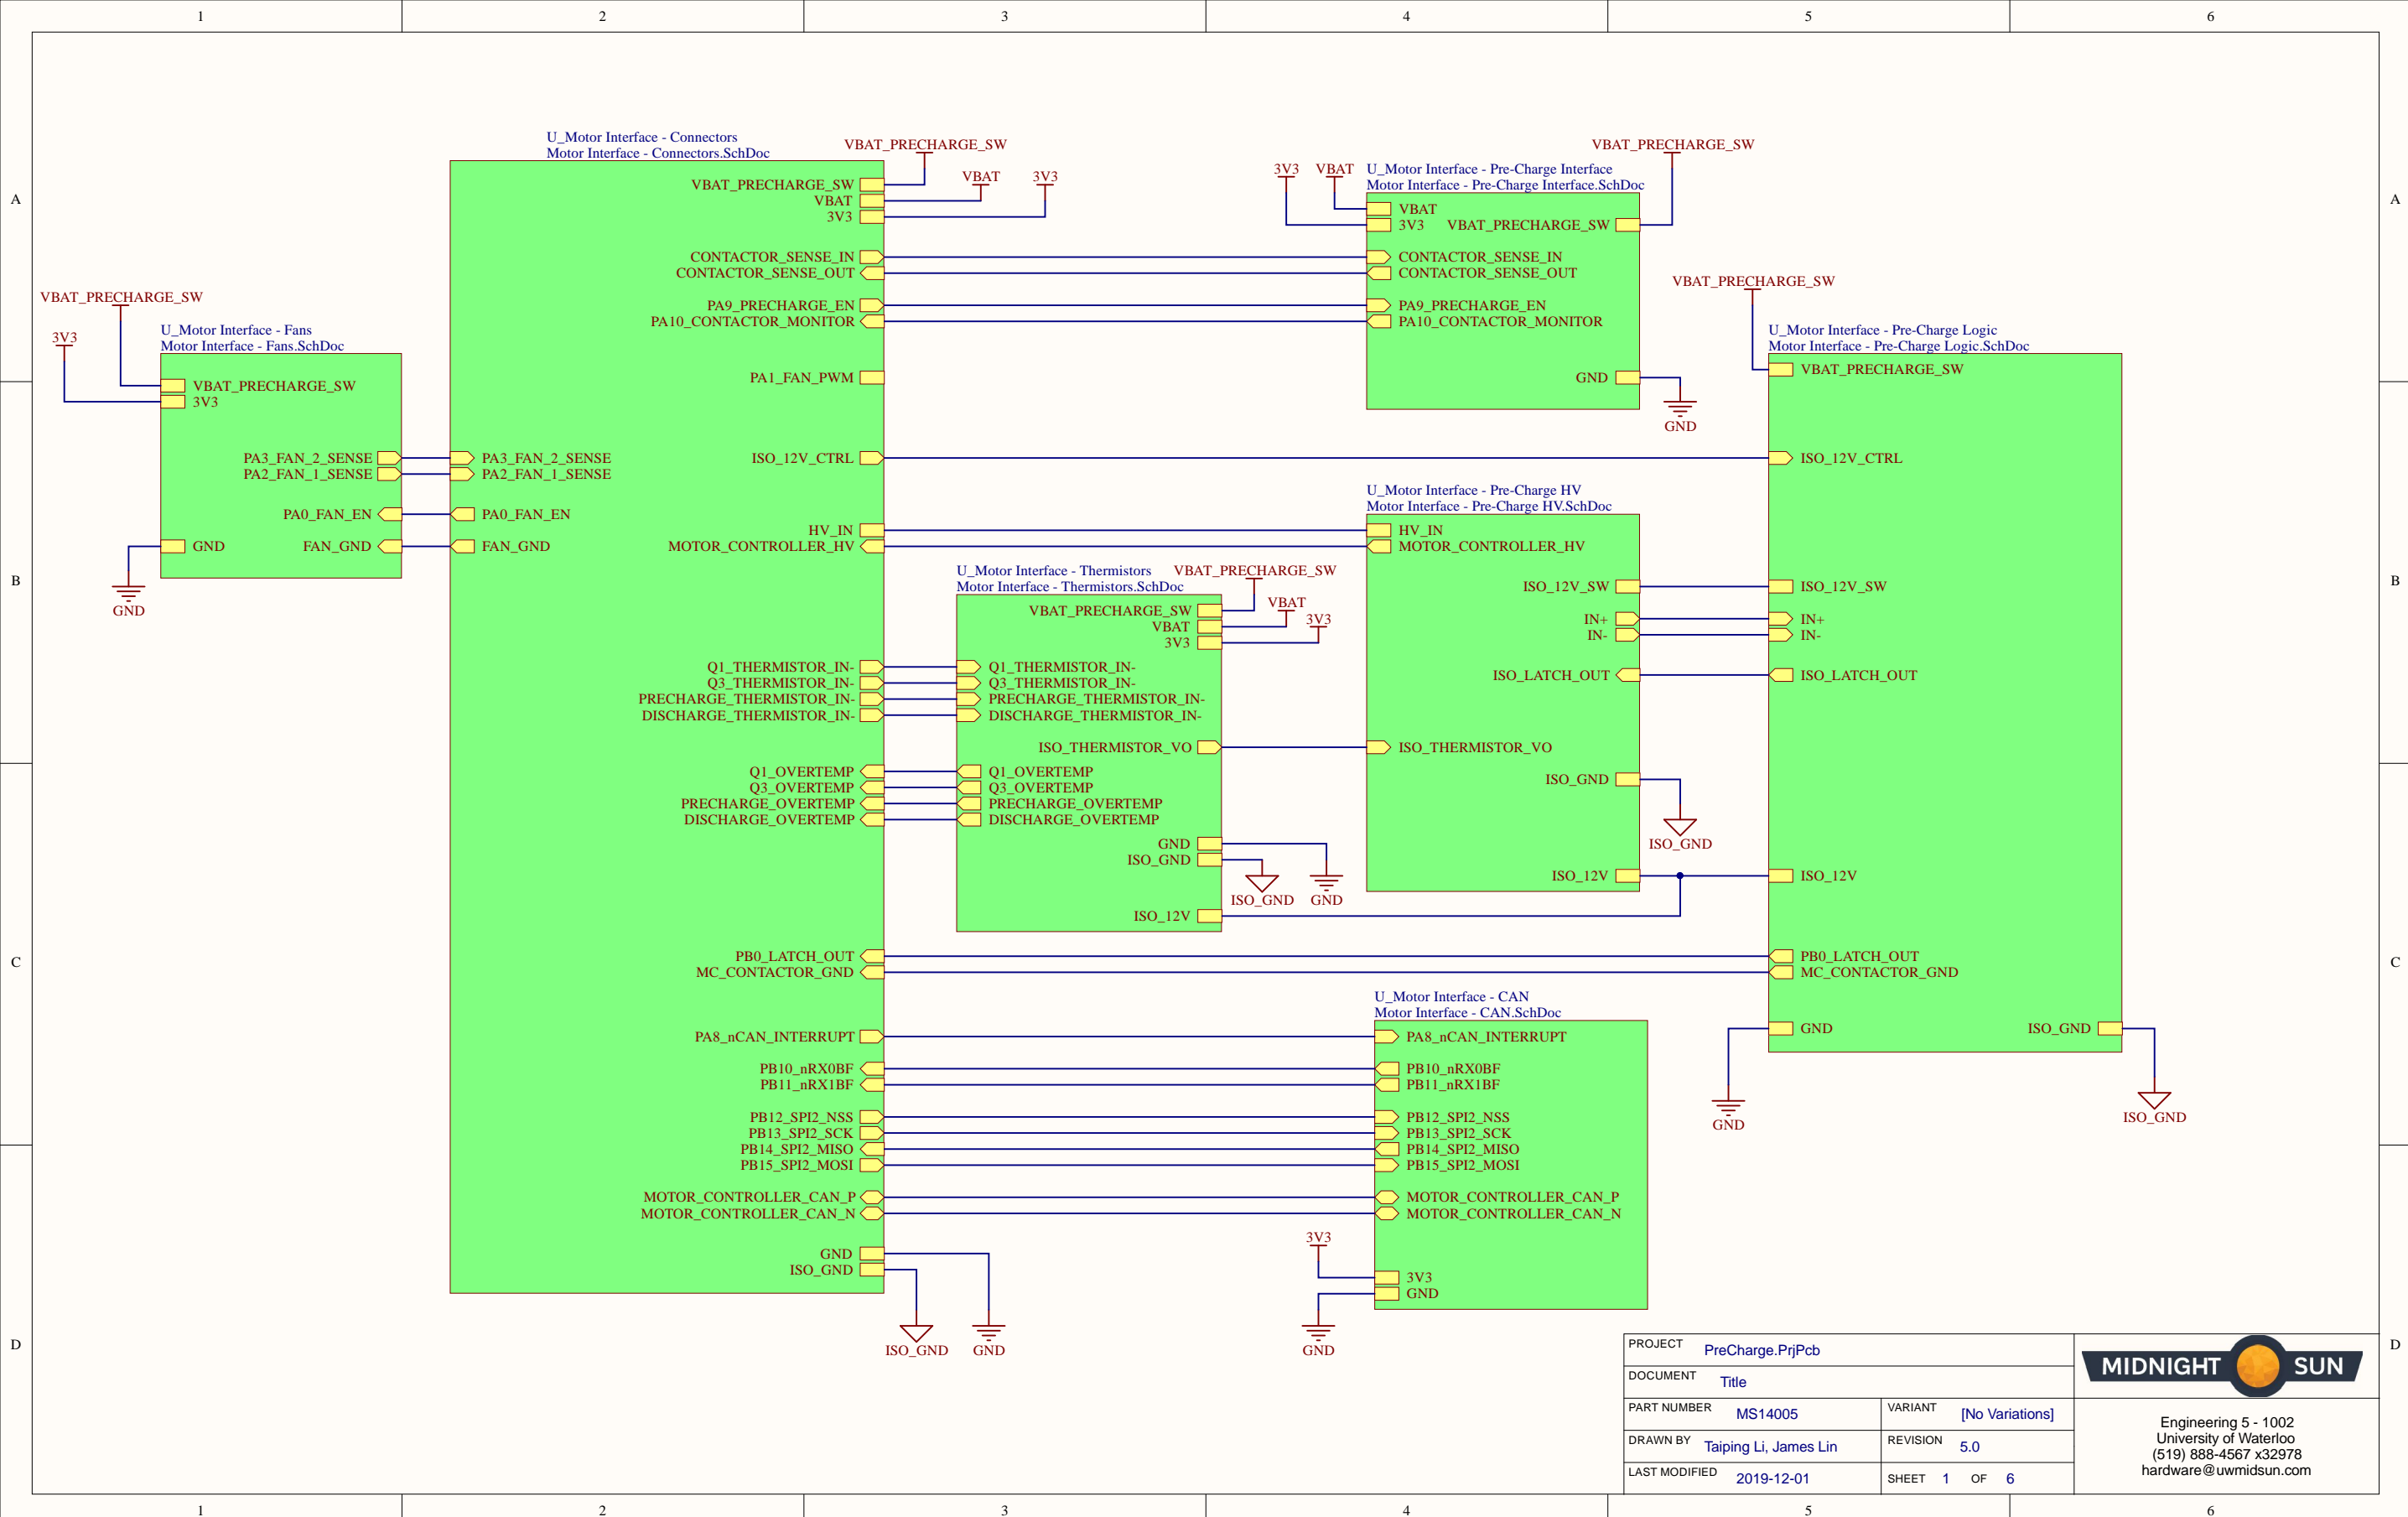 1 2 3 4 5 6
A
B
C
D
A
B
C
D
1 2 3 4 5 6
U_Motor Interface - Fans
Motor Interface - Fans.SchDoc
VBAT_PRECHARGE_SW
3V3
VBAT_PRECHARGE_SW
3V3
PA3_FAN_2_SENSE
PA2_FAN_1_SENSE
PA0_FAN_EN
GND
FAN_GND
GND
U_Motor Interface - Connectors
Motor Interface - Connectors.SchDoc
VBAT_PRECHARGE_SW
VBAT
3V3
VBAT_PRECHARGE_SW
VBAT
3V3
CONTACTOR_SENSE_IN
CONTACTOR_SENSE_OUT
PA9_PRECHARGE_EN
PA10_CONTACTOR_MONITOR
PA1_FAN_PWM
PA3_FAN_2_SENSE
PA2_FAN_1_SENSE
ISO_12V_CTRL
PA0_FAN_EN
FAN_GND
HV_IN
MOTOR_CONTROLLER_HV
Q1_THERMISTOR_IN-
Q3_THERMISTOR_IN-
PRECHARGE_THERMISTOR_IN-
DISCHARGE_THERMISTOR_IN-
Q1_OVERTEMP
Q3_OVERTEMP
PRECHARGE_OVERTEMP
DISCHARGE_OVERTEMP
PB0_LATCH_OUT
MC_CONTACTOR_GND
PA8_nCAN_INTERRUPT
PB10_nRX0BF
PB11_nRX1BF
PB12_SPI2_NSS
PB13_SPI2_SCK
PB14_SPI2_MISO
PB15_SPI2_MOSI
MOTOR_CONTROLLER_CAN_P
MOTOR_CONTROLLER_CAN_N
GND
ISO_GND
ISO_GND
GND
U_Motor Interface - Thermistors
Motor Interface - Thermistors.SchDoc
VBAT_PRECHARGE_SW
VBAT
3V3
VBAT_PRECHARGE_SW
VBAT
3V3
Q1_THERMISTOR_IN-
Q3_THERMISTOR_IN-
PRECHARGE_THERMISTOR_IN-
DISCHARGE_THERMISTOR_IN-
ISO_THERMISTOR_VO
Q1_OVERTEMP
Q3_OVERTEMP
PRECHARGE_OVERTEMP
DISCHARGE_OVERTEMP
GND
ISO_GND
ISO_GND
GND
ISO_12V
3V3
VBAT
U_Motor Interface - Pre-Charge Interface
Motor Interface - Pre-Charge Interface.SchDoc
VBAT_PRECHARGE_SW
VBAT
3V3
VBAT_PRECHARGE_SW
CONTACTOR_SENSE_IN
CONTACTOR_SENSE_OUT
PA9_PRECHARGE_EN
PA10_CONTACTOR_MONITOR
GND
GND
U_Motor Interface - Pre-Charge HV
Motor Interface - Pre-Charge HV.SchDoc
HV_IN
MOTOR_CONTROLLER_HV
ISO_12V_SW
IN+
IN-
ISO_LATCH_OUT
ISO_THERMISTOR_VO
ISO_GND
ISO_GND
ISO_12V
U_Motor Interface - CAN
Motor Interface - CAN.SchDoc
PA8_nCAN_INTERRUPT
PB10_nRX0BF
PB11_nRX1BF
PB12_SPI2_NSS
PB13_SPI2_SCK
PB14_SPI2_MISO
PB15_SPI2_MOSI
MOTOR_CONTROLLER_CAN_P
MOTOR_CONTROLLER_CAN_N
3V3
3V3
GND
GND
VBAT_PRECHARGE_SW
U_Motor Interface - Pre-Charge Logic
Motor Interface - Pre-Charge Logic.SchDoc
VBAT_PRECHARGE_SW
ISO_12V_CTRL
ISO_12V_SW
IN+
IN-
ISO_LATCH_OUT
ISO_12V
PB0_LATCH_OUT
MC_CONTACTOR_GND
GND
ISO_GND
GND
ISO_GND
PROJECT PreCharge.PrjPcb
DOCUMENT Title
PART NUMBER MS14005 VARIANT [No Variations]
DRAWN BY Taiping Li, James Lin REVISION 5.0
LAST MODIFIED 2019-12-01 SHEET 1 OF 6
MIDNIGHT SUN
Engineering 5 - 1002
University of Waterloo
(519) 888-4567 x32978
hardware@uwmidsun.com